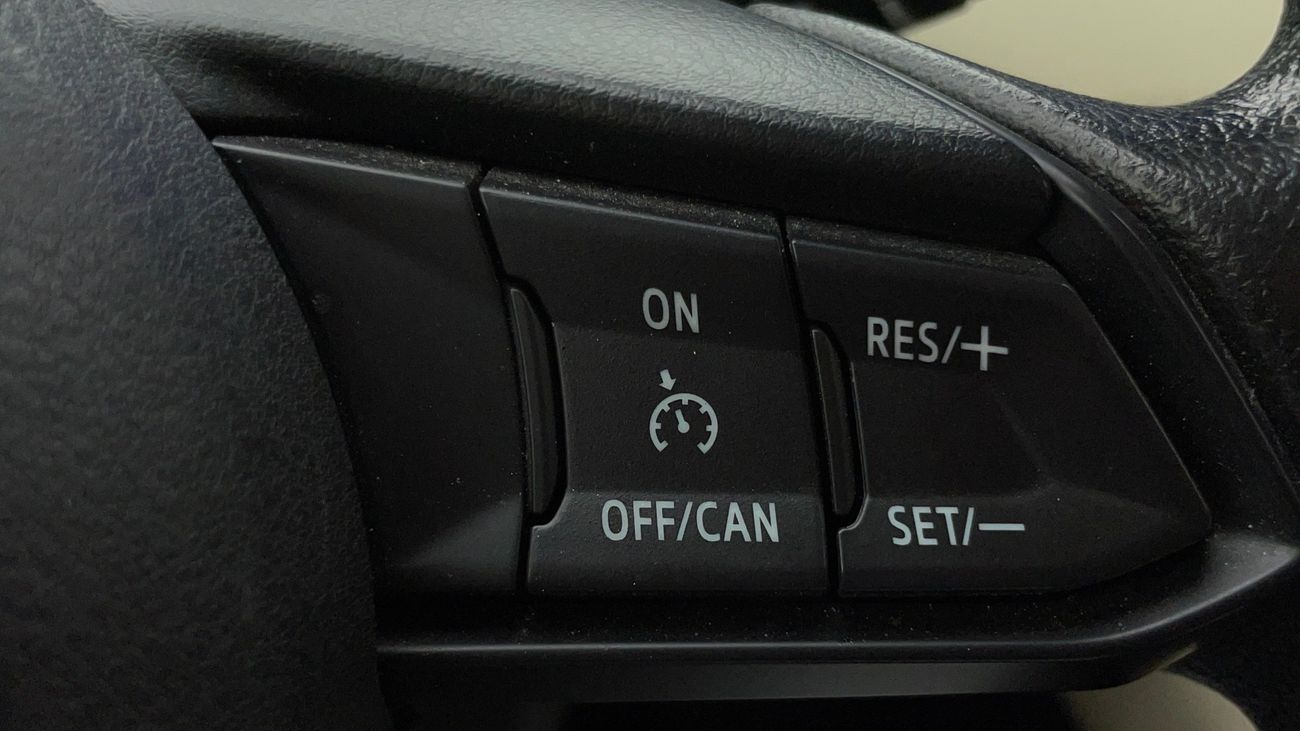 ON
RES/+
OFF/CAN
SET/—